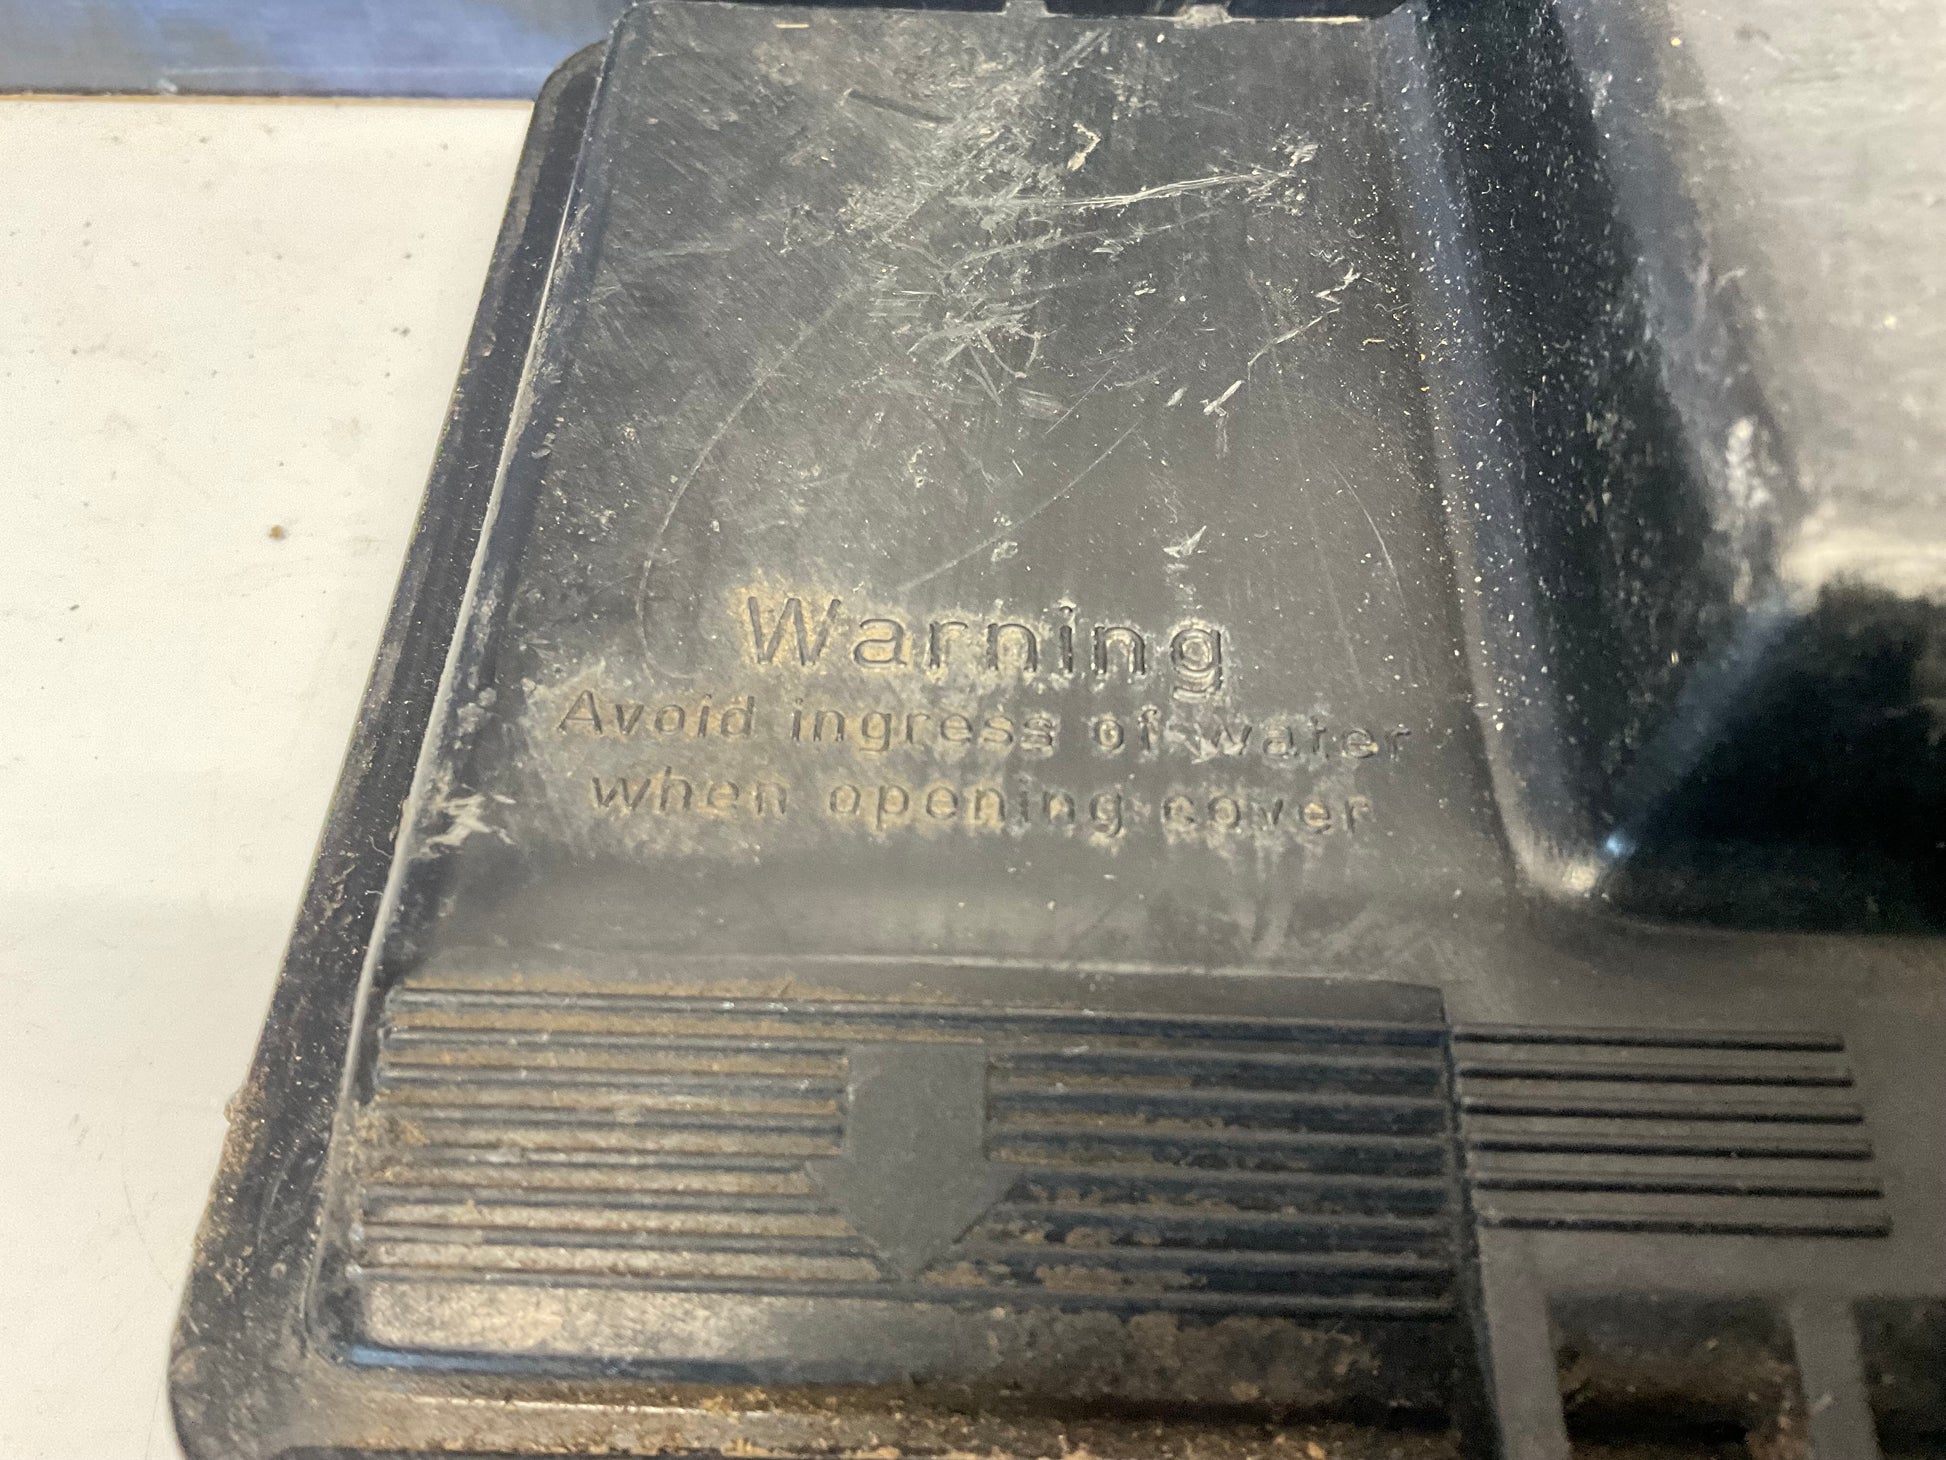 Warning
Avoid ingress of water
when opening cover